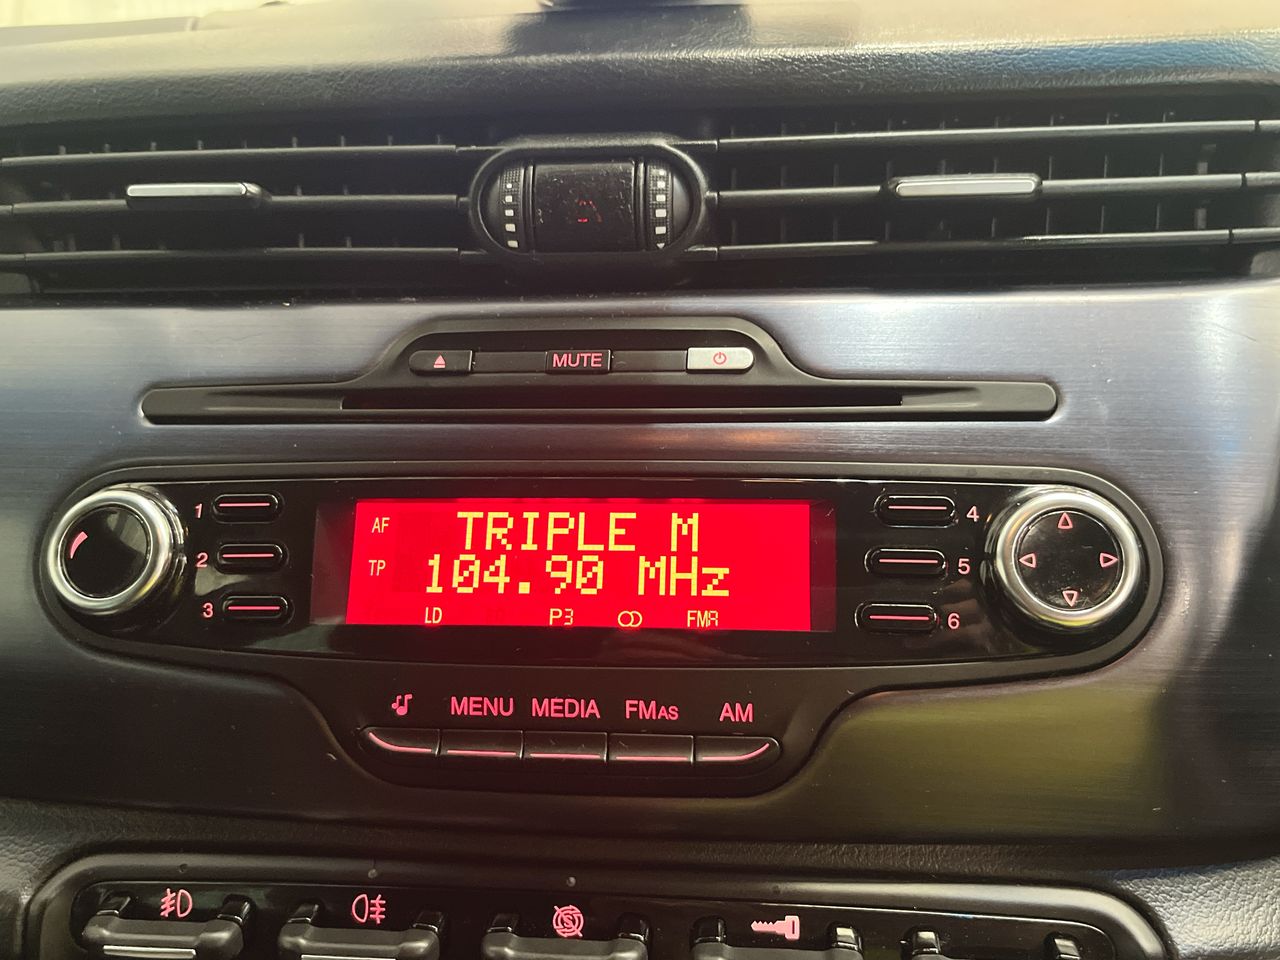 MUTE
1
2
3
AF TRIPLE M
TP 104.90 MHz
LD P3 FMA
4
5
6
MENU MEDIA FMAS AM